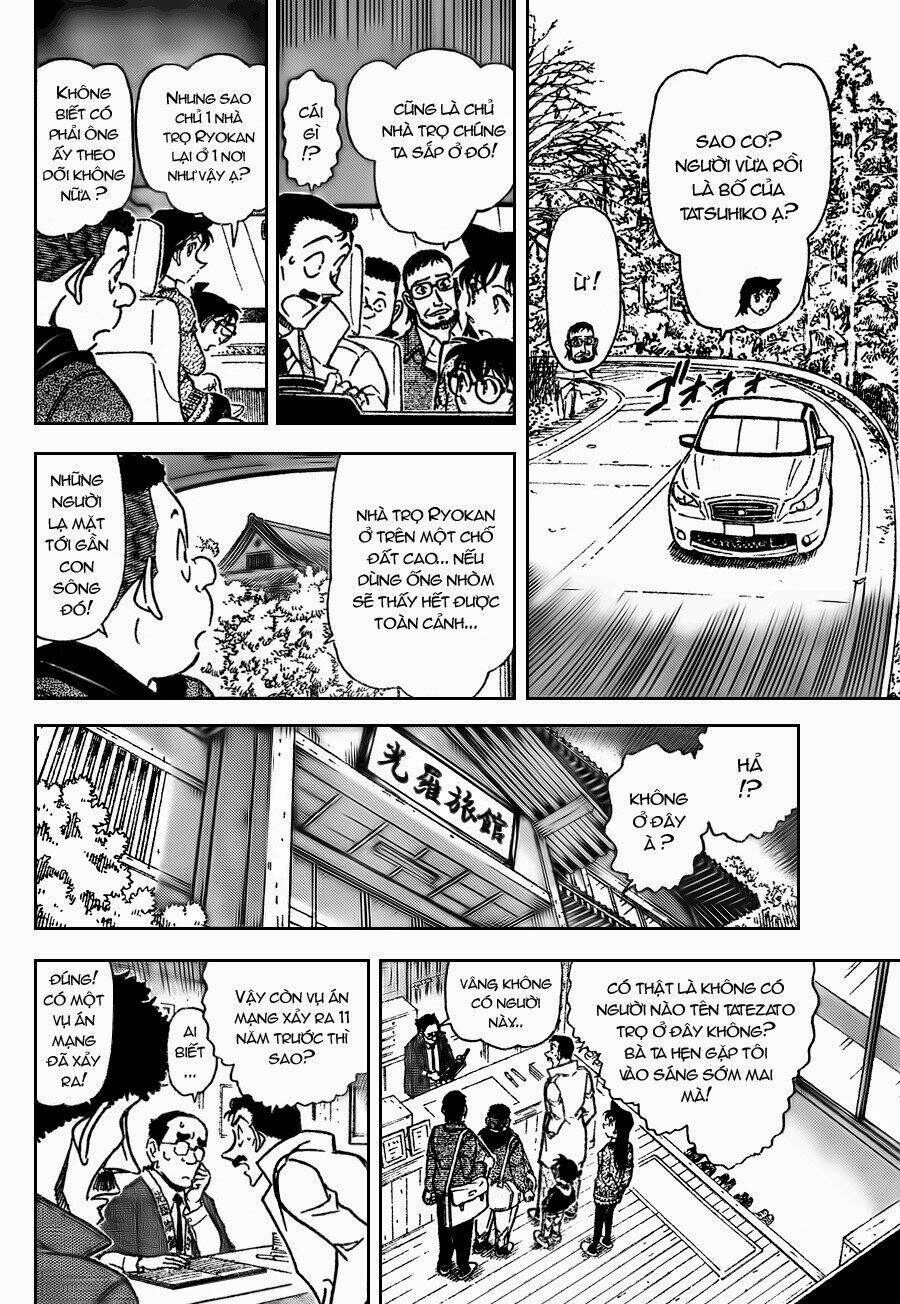 SAO CƠ?
NGƯỜI VỪA RỒI
LÀ BỐ CỦA
TATSUHIKO Ạ?
Ừ!
CŨNG LÀ CHỦ
NHÀ TRỌ CHÚNG
TA SẮP Ở ĐÓ!
CÁI
GÌ
!?
NHƯNG SAO
CHỦ 1 NHÀ
TRỌ RYOKAN
LẠI Ở 1 NƠI
NHƯ VẬY Ạ?
KHÔNG
BIẾT CÓ
PHẢI ÔNG
ẤY THEO
DÕI KHÔNG
NỮA ?
NHÀ TRỌ RYOKAN
Ở TRÊN MỘT CHỖ
ĐẤT CAO... NẾU
DÙNG ỐNG NHÒM
SẼ THẤY HẾT ĐƯỢC
TOÀN CẢNH...
NHỮNG
NGƯỜI
LẠ MẶT
TỚI GẦN
CON
SÔNG
ĐÓ!
HẢ
!?
KHÔNG
Ở ĐÂY
À ?
光羅旅館
CÓ THẬT LÀ KHÔNG CÓ
NGƯỜI NÀO TÊN TATEZATO
TRỌ Ở ĐÂY KHÔNG?
BÀ TA HẸN GẶP TÔI
VÀO SÁNG SỚM MAI
MÀ!
VÂNG, KHÔNG
CÓ NGƯỜI
NÀY..
VẬY CÒN VỤ ÁN
MẠNG XẢY RA 11
NĂM TRƯỚC THÌ
SAO?
AI
BIẾT
...
ĐÚNG!
CÓ MỘT
VỤ ÁN
MẠNG
ĐÃ XẢY
RA!